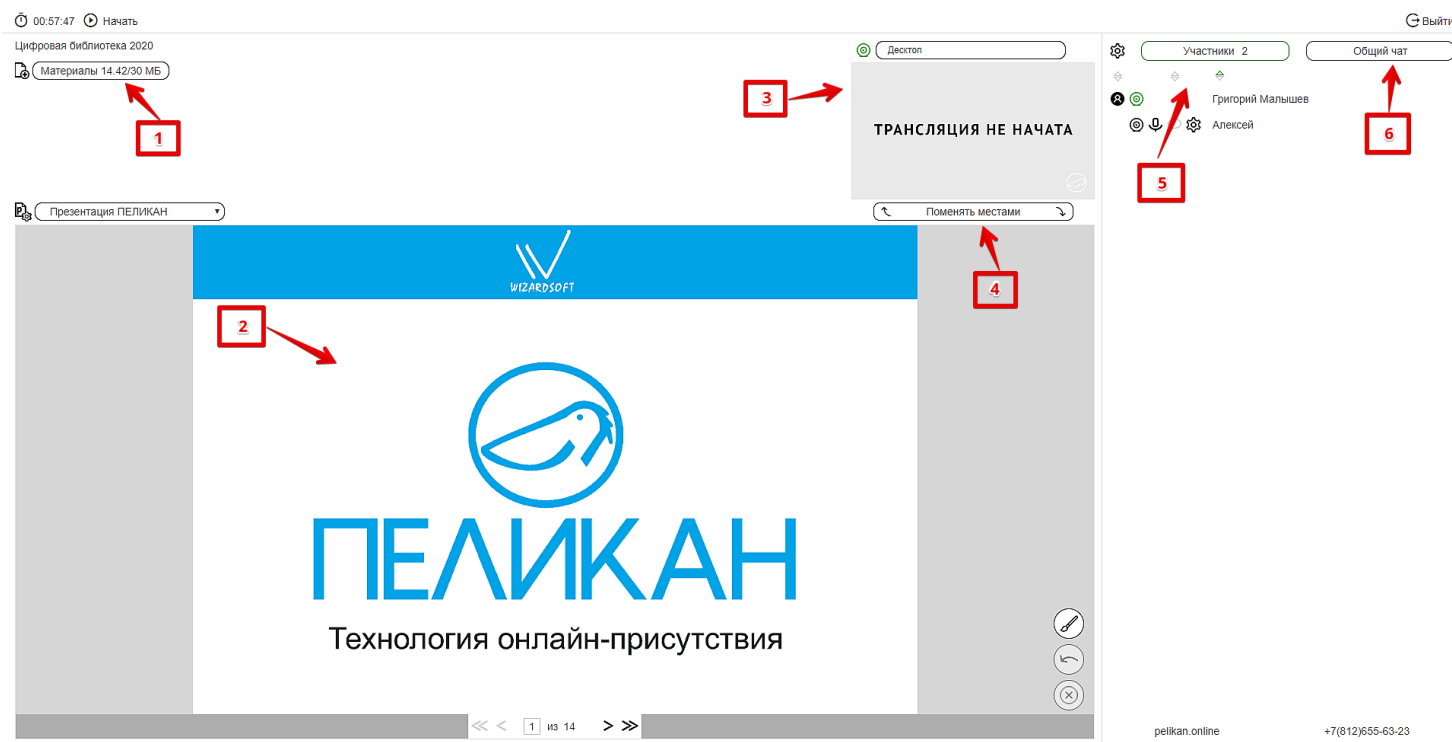 00:57:47 Начать
Выйти
Цифровая библиотека 2020
Материалы 14.42/30 МБ
1
Десктоп
3
ТРАНСЛЯЦИЯ НЕ НАЧАТА
Участники 2
Общий чат
Григорий Малышев
Алексей
5
6
Презентация ПЕЛИКАН
Поменять местами
4
WIZARDSOFT
2
ПЕЛИКАН
Технология онлайн-присутствия
1 из 14
pelikan.online
+7(812)655-63-23